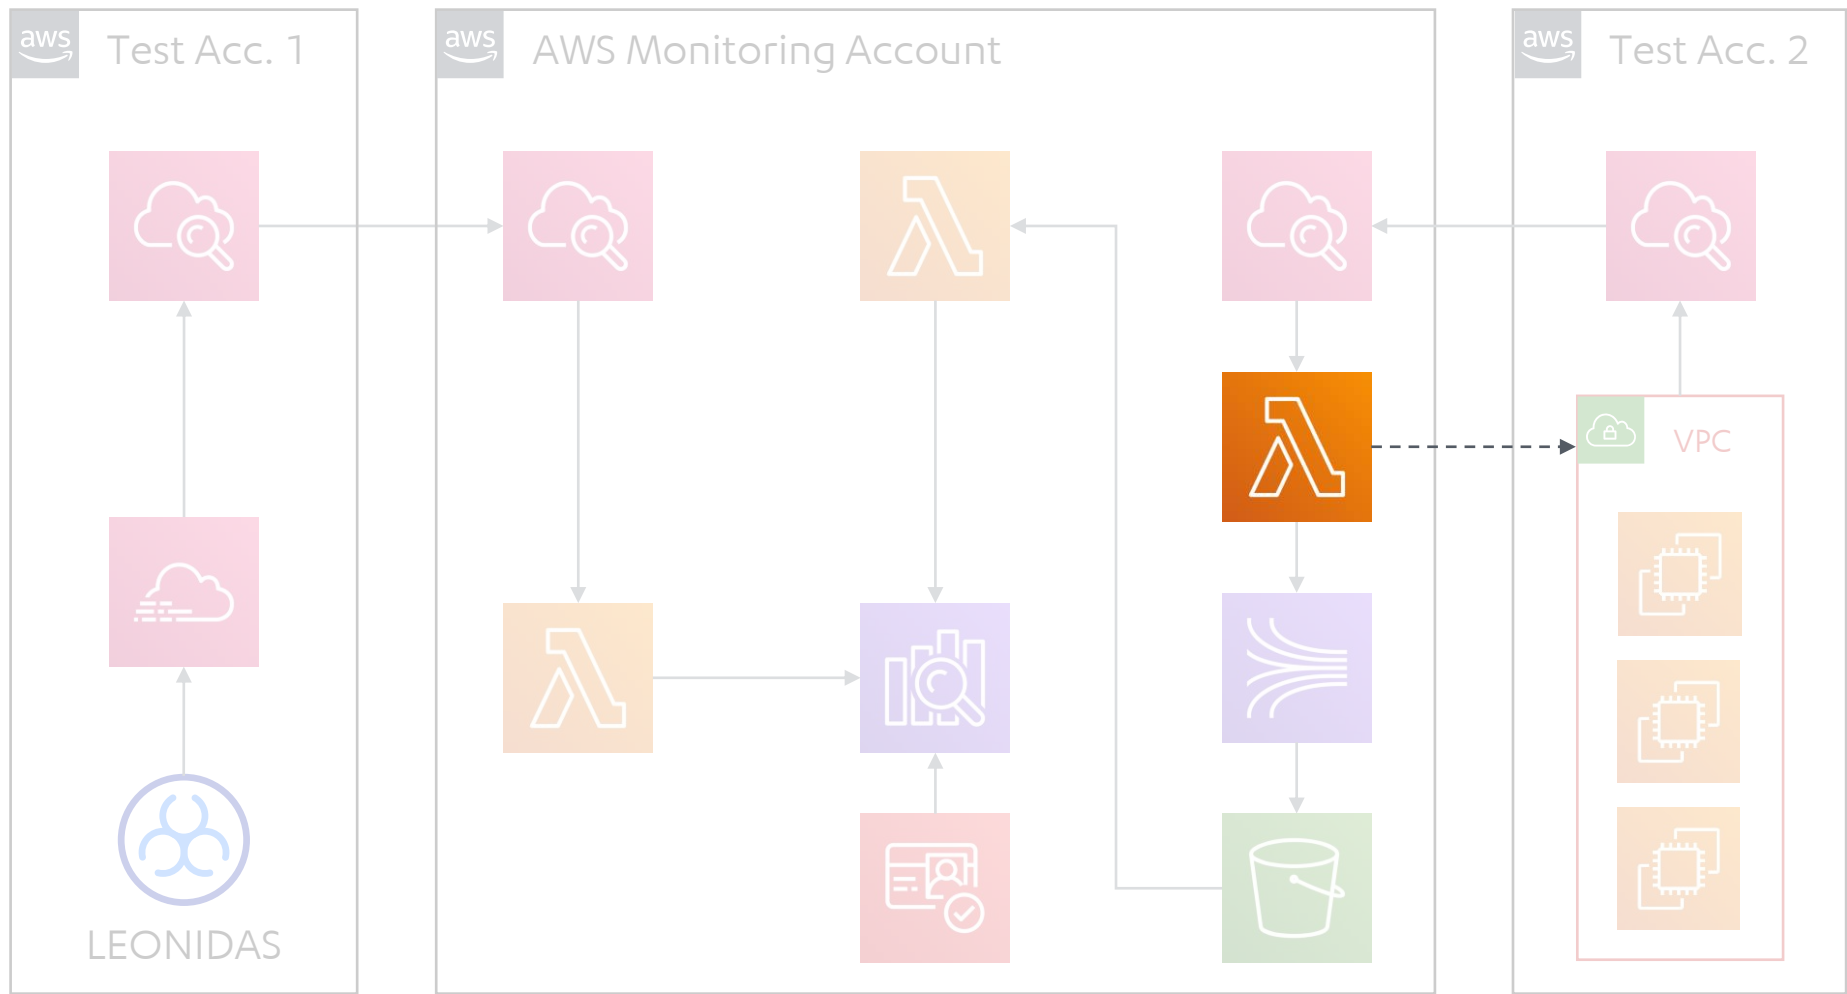 aws
Test Acc. 1
aws
AWS Monitoring Account
aws
Test Acc. 2
VPC
LEONIDAS